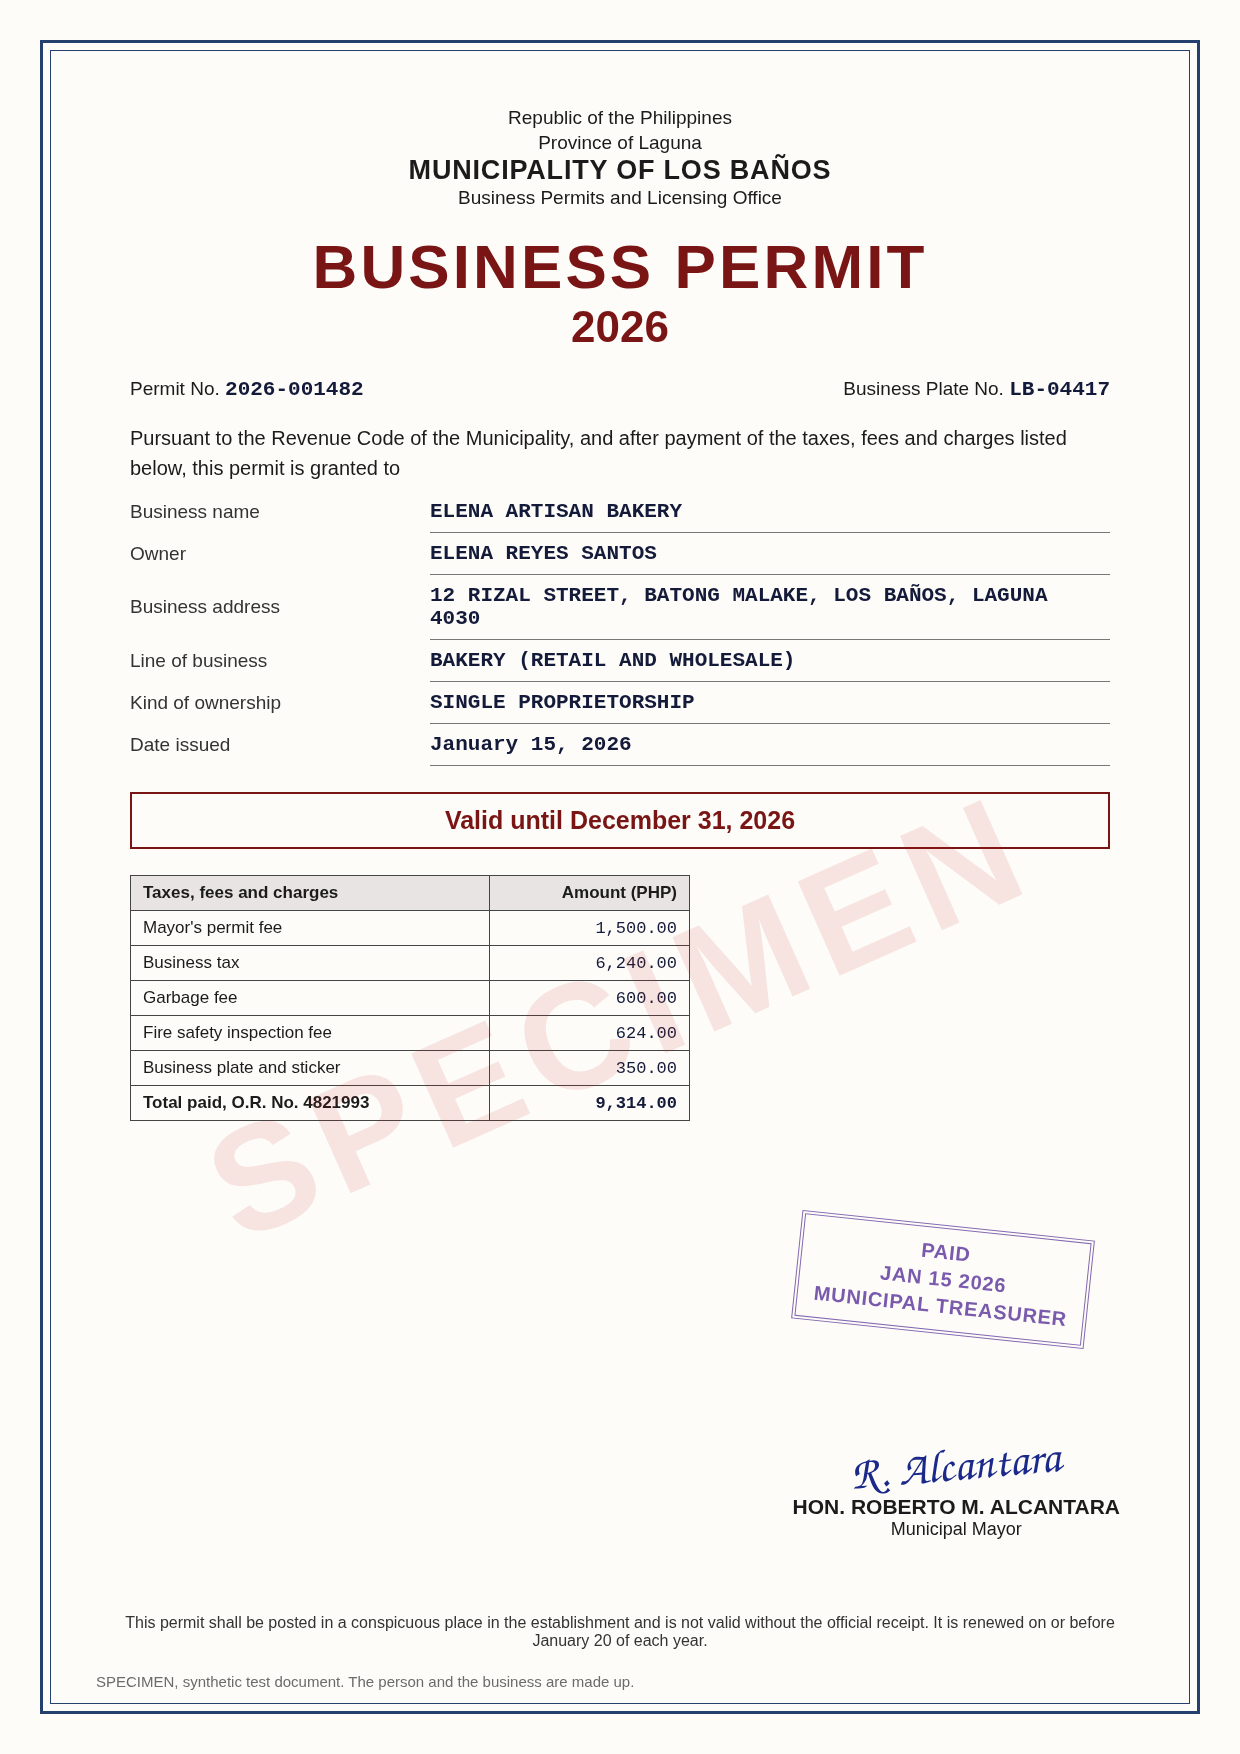 Republic of the Philippines
Province of Laguna
MUNICIPALITY OF LOS BAÑOS
Business Permits and Licensing Office
BUSINESS PERMIT
2026
Permit No. 2026-001482 Business Plate No. LB-04417
Pursuant to the Revenue Code of the Municipality, and after payment of the taxes, fees and charges listed
below, this permit is granted to
Business name ELENA ARTISAN BAKERY
Owner ELENA REYES SANTOS
Business address 12 RIZAL STREET, BATONG MALAKE, LOS BAÑOS, LAGUNA
4030
Line of business BAKERY (RETAIL AND WHOLESALE)
Kind of ownership SINGLE PROPRIETORSHIP
Date issued January 15, 2026
Valid until December 31, 2026
Taxes, fees and charges Amount (PHP)
Mayor's permit fee 1,500.00
Business tax 6,240.00
Garbage fee 600.00
Fire safety inspection fee 624.00
Business plate and sticker 350.00
Total paid, O.R. No. 4821993 9,314.00
SPECIMEN
PAID
JAN 15 2026
MUNICIPAL TREASURER
R. Alcantara
HON. ROBERTO M. ALCANTARA
Municipal Mayor
This permit shall be posted in a conspicuous place in the establishment and is not valid without the official receipt. It is renewed on or before
January 20 of each year.
SPECIMEN, synthetic test document. The person and the business are made up.